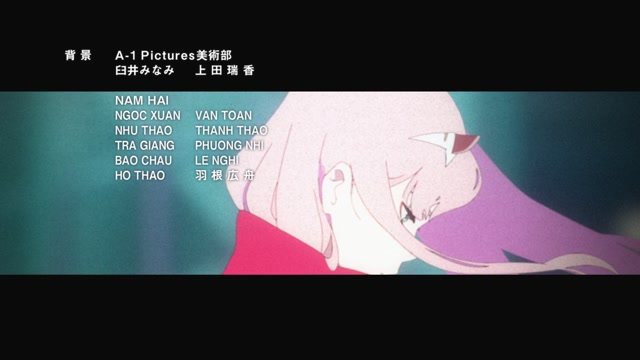 背景 A-1 Pictures美術部
臼井みなみ 上田瑞香
NAM HAI
NGOC XUAN VAN TOAN
NHU THAO THANH THAO
TRA GIANG PHUONG NHI
BAO CHAU LE NGHI
HO THAO 羽根広舟